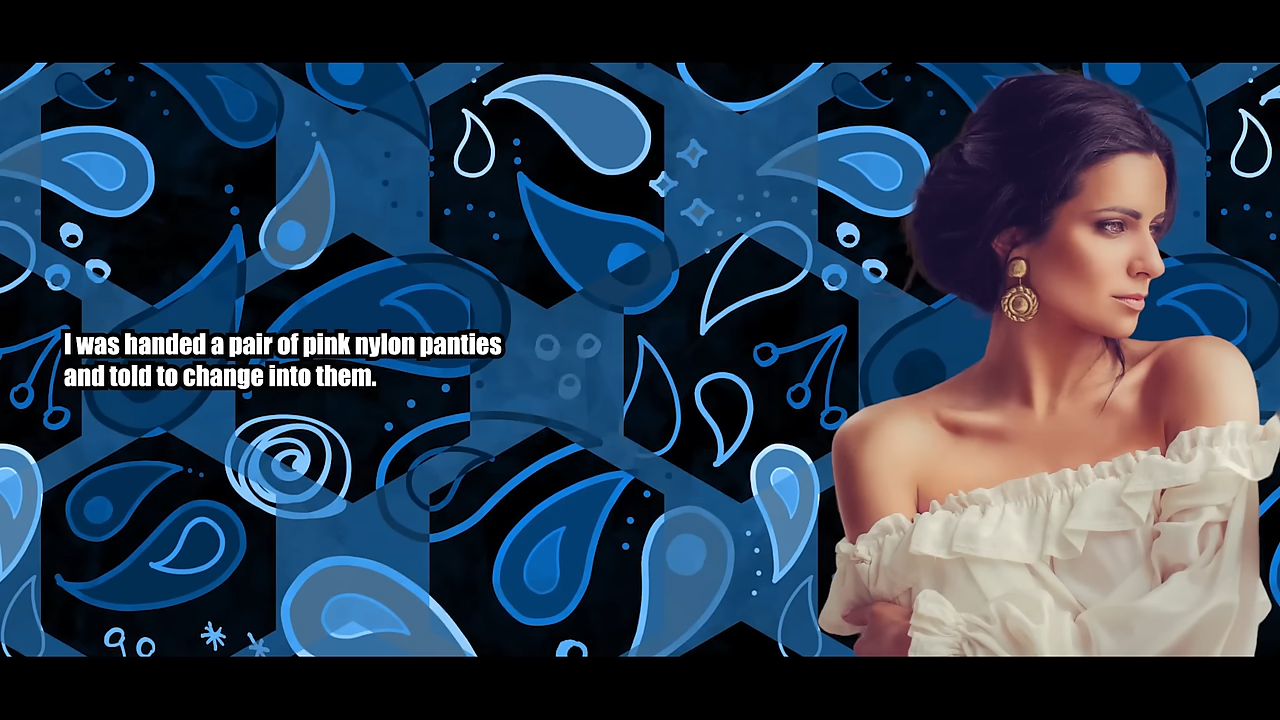 I was handed a pair of pink nylon panties
and told to change into them.